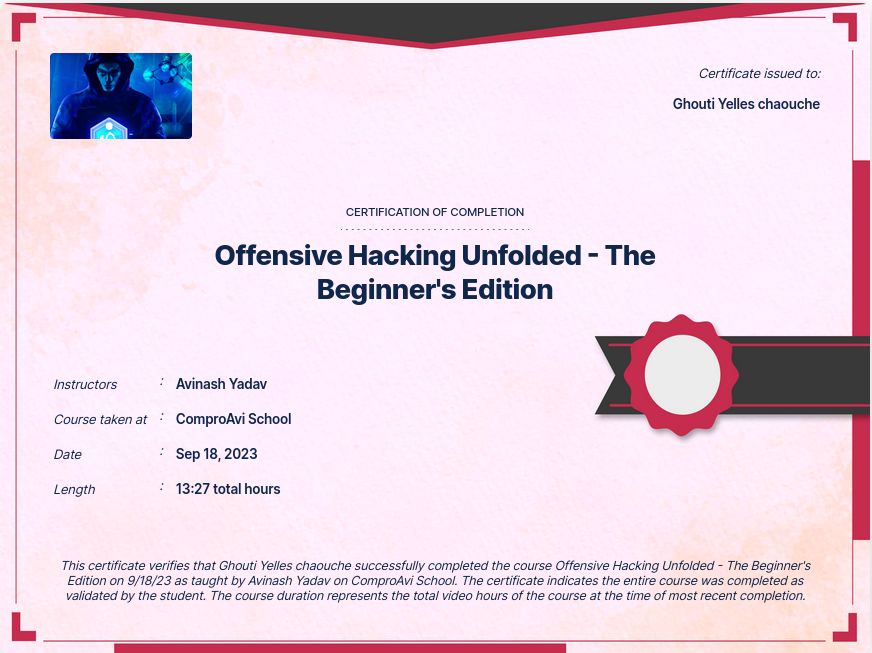 Certificate issued to:
Ghouti Yelles chaouche
CERTIFICATION OF COMPLETION
Offensive Hacking Unfolded - The
Beginner's Edition
Instructors : Avinash Yadav
Course taken at : ComproAvi School
Date : Sep 18, 2023
Length : 13:27 total hours
This certificate verifies that Ghouti Yelles chaouche successfully completed the course Offensive Hacking Unfolded - The Beginner's
Edition on 9/18/23 as taught by Avinash Yadav on ComproAvi School. The certificate indicates the entire course was completed as
validated by the student. The course duration represents the total video hours of the course at the time of most recent completion.